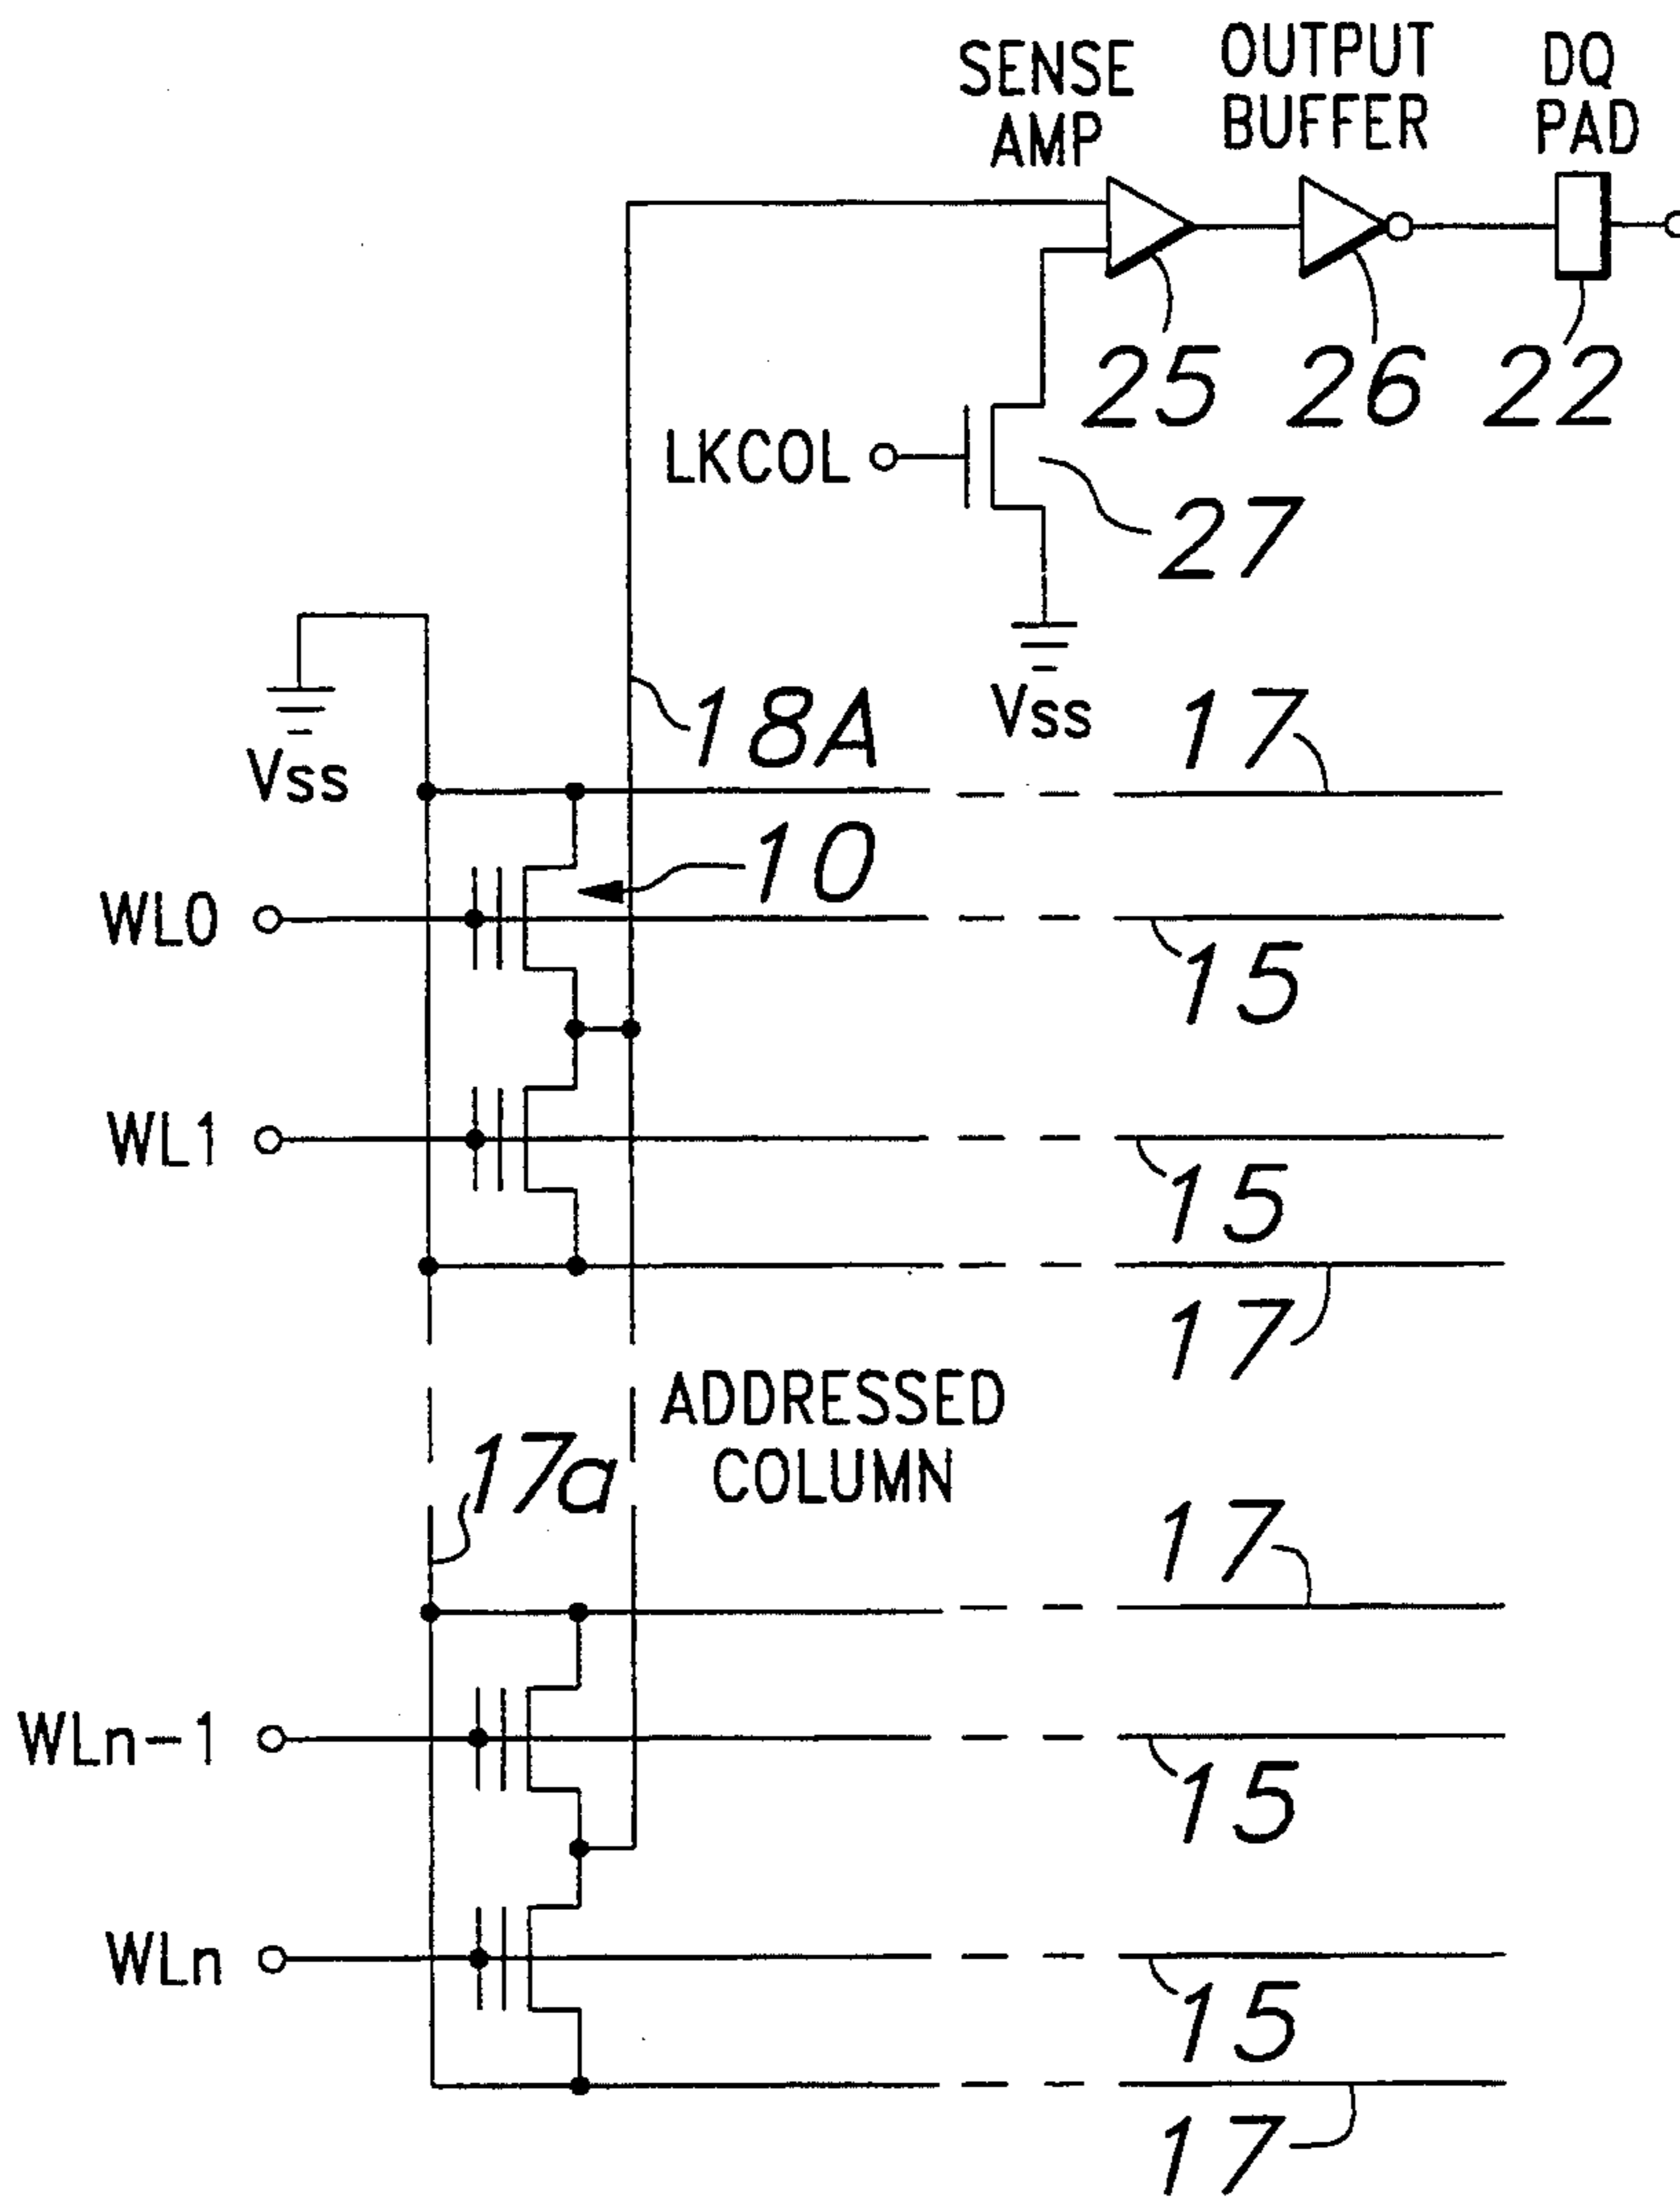 SENSE
AMP
OUTPUT
BUFFER
DQ
PAD
25
26
22
LKCOL
27
Vss
18A
Vss
17
10
WL0
15
WL1
15
17
ADDRESSED
COLUMN
17a
17
WLn-1
15
WLn
15
17